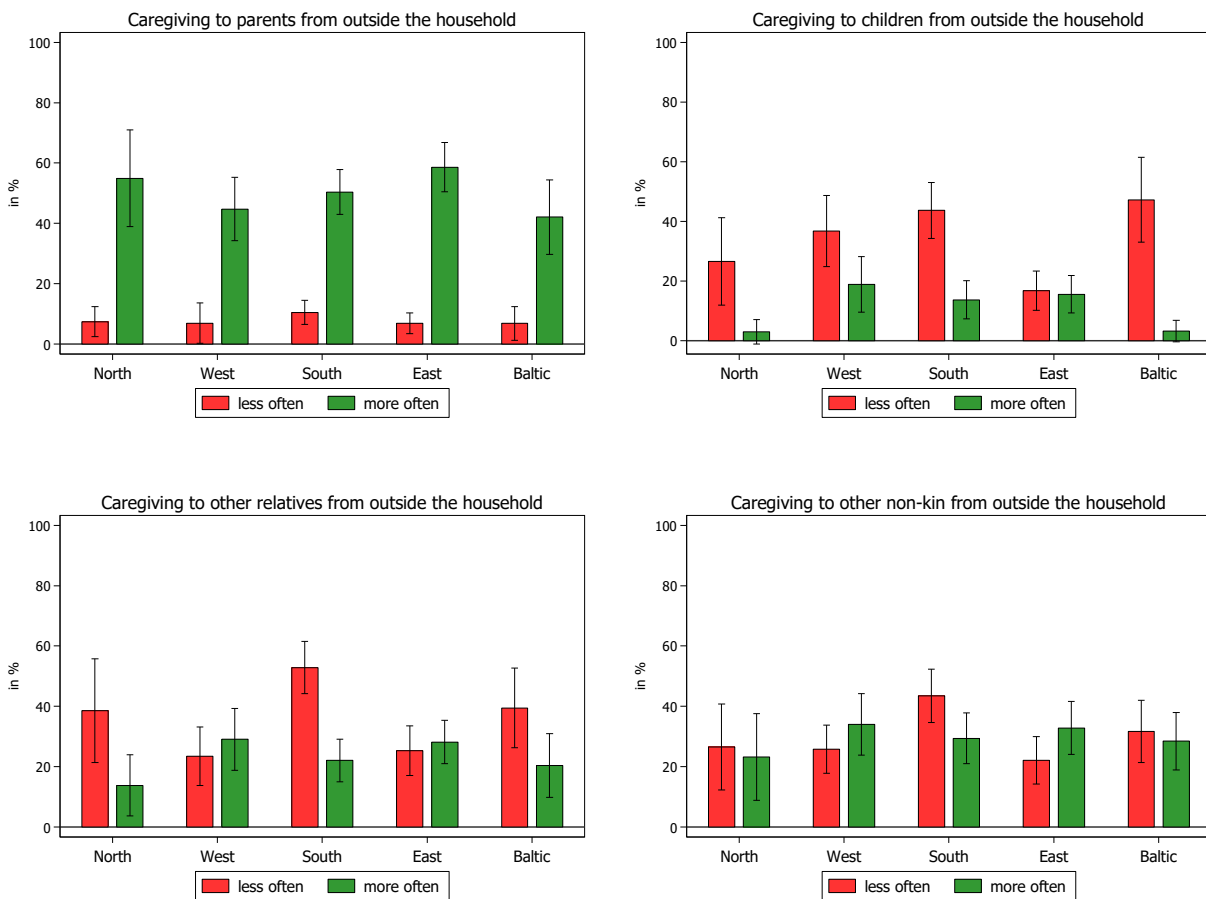 Caregiving to parents from outside the household
100
80
60
40
20
0
in %
North West South East Baltic
less often more often
Caregiving to children from outside the household
100
80
60
40
20
0
in %
North West South East Baltic
less often more often
Caregiving to other relatives from outside the household
100
80
60
40
20
0
in %
North West South East Baltic
less often more often
Caregiving to other non-kin from outside the household
100
80
60
40
20
0
in %
North West South East Baltic
less often more often